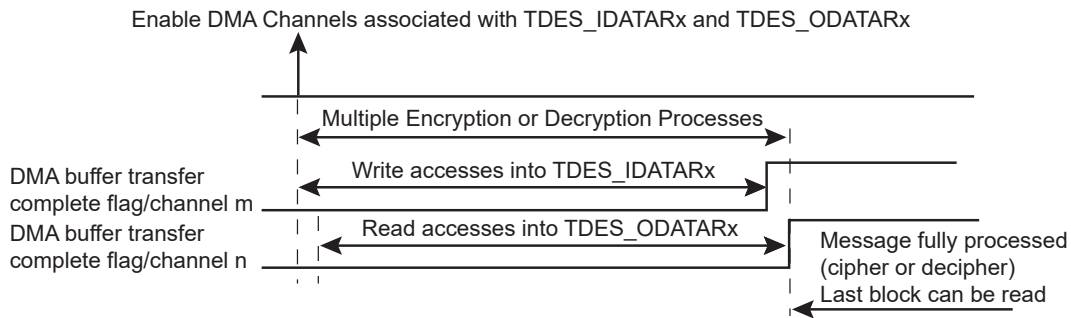 Enable DMA Channels associated with TDES_IDATARx and TDES_ODATARx
Multiple Encryption or Decryption Processes
Write accesses into TDES_IDATARx
DMA buffer transfer
complete flag/channel m
Read accesses into TDES_ODATARx
DMA buffer transfer
complete flag/channel n
Message fully processed
(cipher or decipher)
Last block can be read